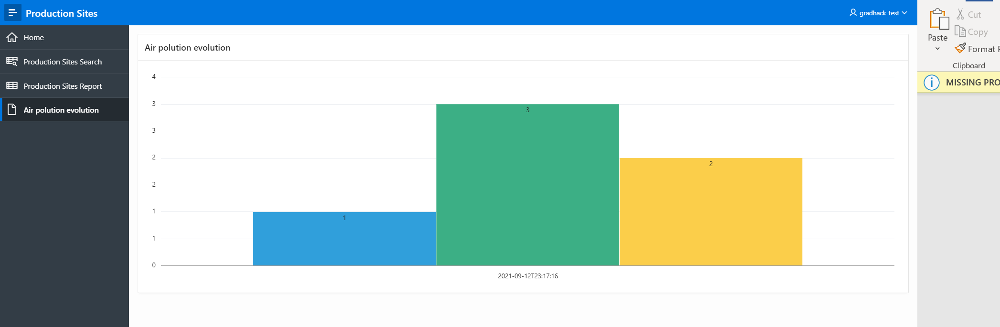 Production Sites
gradhack_test
Home
Production Sites Search
Production Sites Report
Air polution evolution
Air polution evolution
4
3
3
2
2
1
1
0
1
3
2
2021-09-12T23:17:16
Paste
Cut
Copy
Format
Clipboard
MISSING PRO